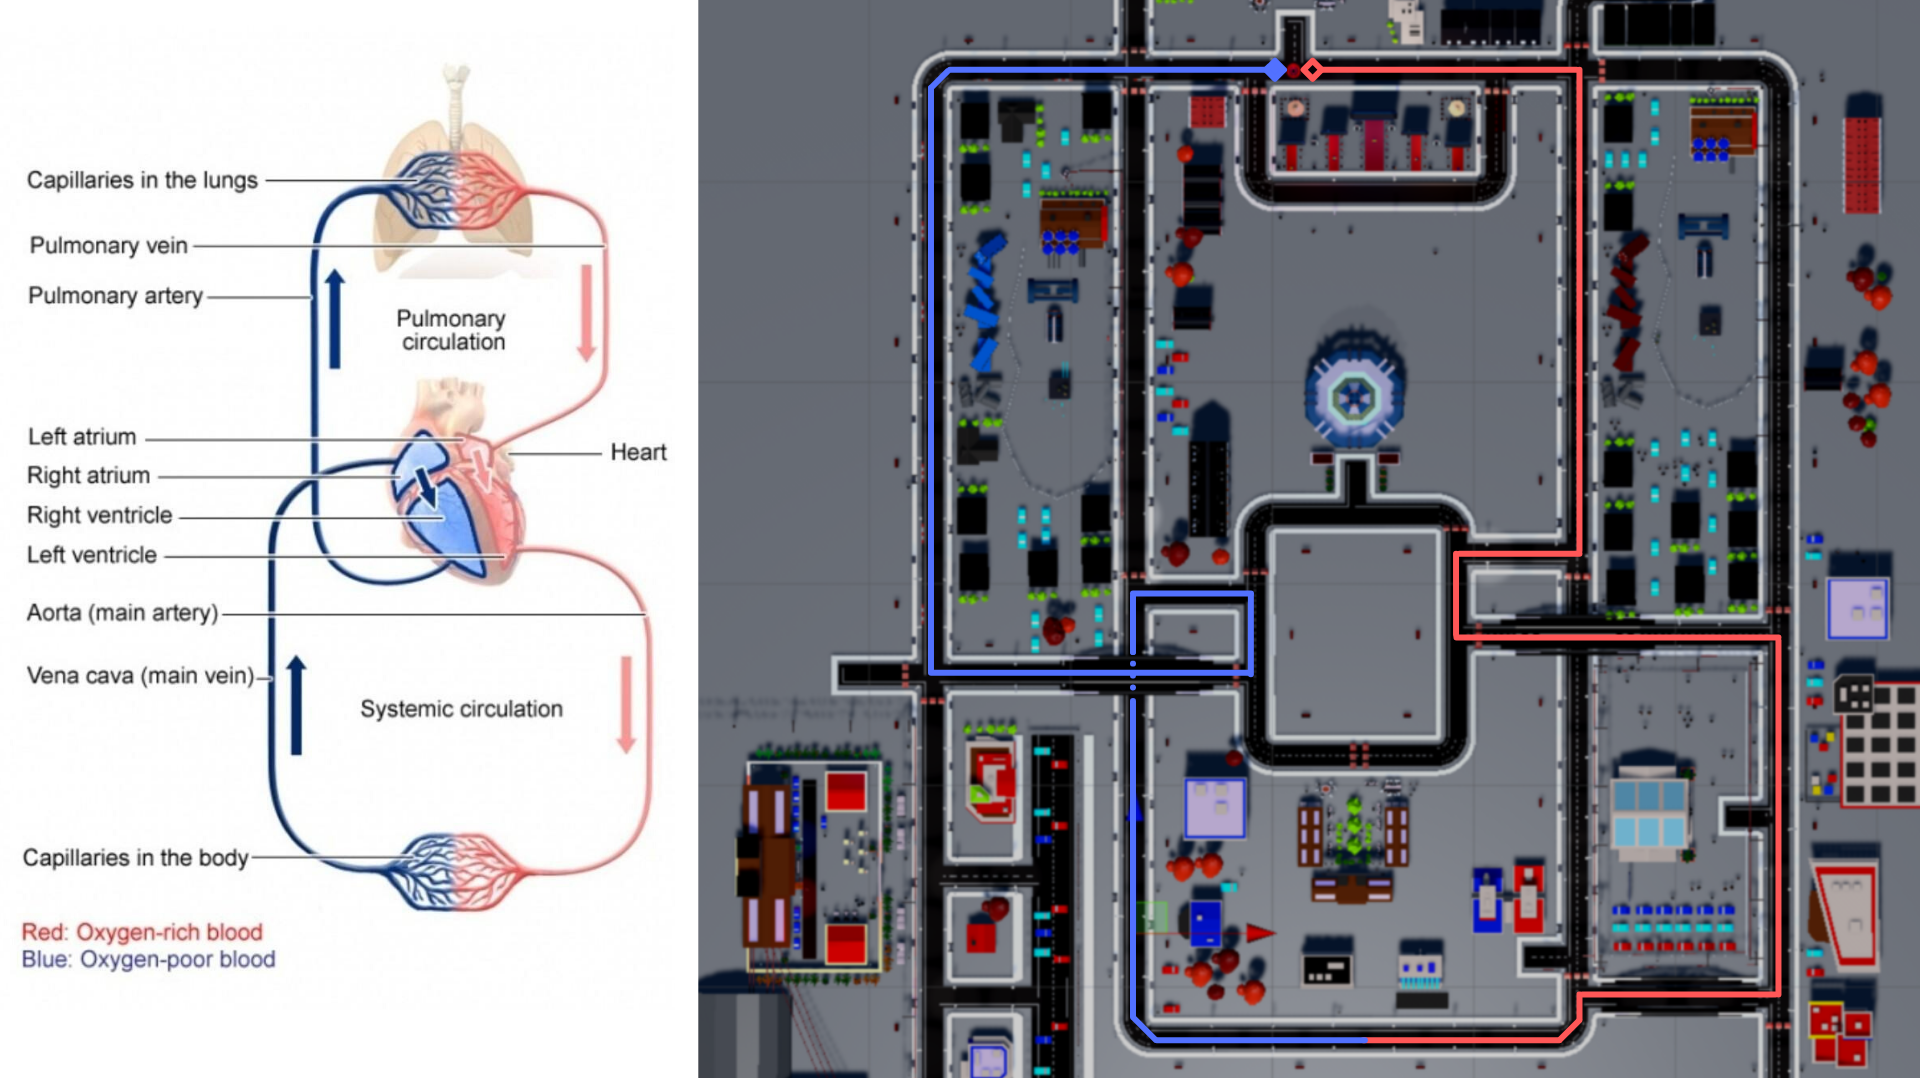 Capillaries in the lungs
Pulmonary vein
Pulmonary artery
Pulmonary
circulation
Left atrium
Heart
Right atrium
Right ventricle
Left ventricle
Aorta (main artery)
Vena cava (main vein)
Systemic circulation
Capillaries in the body
Red: Oxygen-rich blood
Blue: Oxygen-poor blood